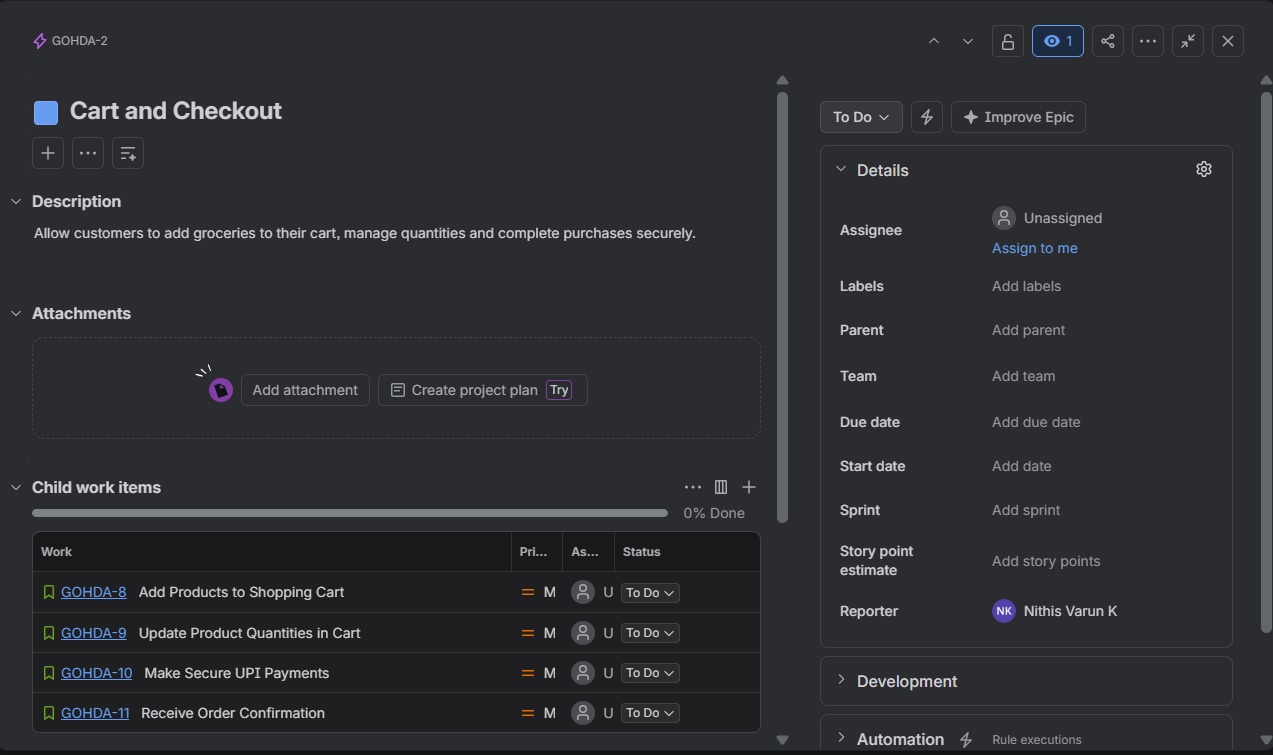 GOHDA-2
1
Cart and Checkout
Description
Allow customers to add groceries to their cart, manage quantities and complete purchases securely.
Attachments
Add attachment
Create project plan Try
Child work items
0% Done
Work Pri... As... Status
GOHDA-8 Add Products to Shopping Cart M U To Do
GOHDA-9 Update Product Quantities in Cart M U To Do
GOHDA-10 Make Secure UPI Payments M U To Do
GOHDA-11 Receive Order Confirmation M U To Do
To Do
Improve Epic
Details
Assignee Unassigned
Assign to me
Labels Add labels
Parent Add parent
Team Add team
Due date Add due date
Start date Add date
Sprint Add sprint
Story point
estimate Add story points
Reporter NK Nithis Varun K
Development
Automation Rule executions